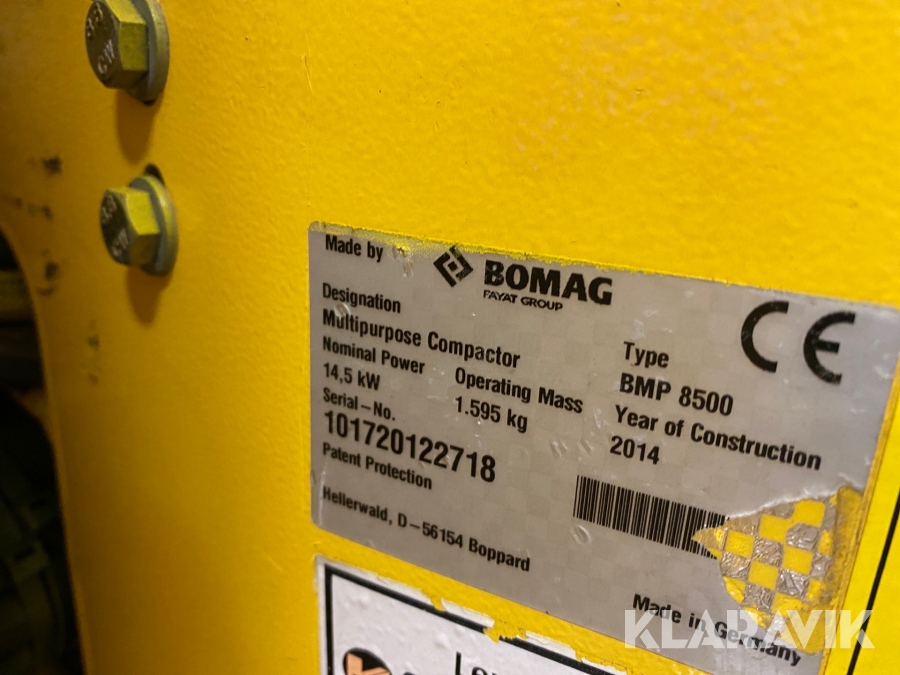 Made by
BOMAG
FAYAT GROUP
CE
Designation
Multipurpose Compactor
Type
BMP 8500
Nominal Power
14,5 kW
Operating Mass
1.595 kg
Year of Construction
2014
Serial-No.
101720122718
Patent Protection
Hellerwald, D-56154 Boppard
Made in Germany
KLARAVIK